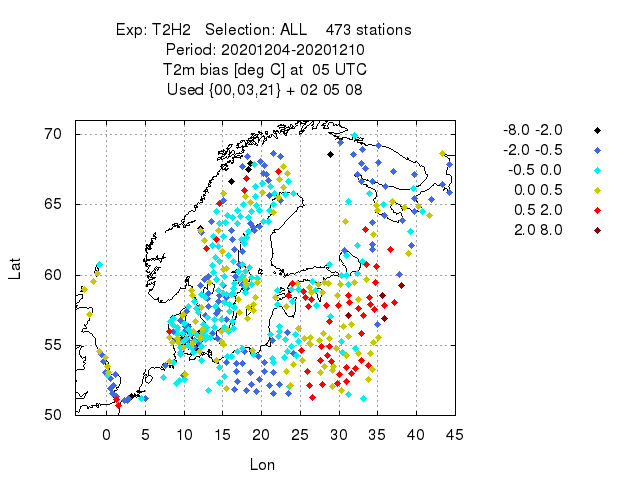 Exp: T2H2 Selection: ALL 473 stations
Period: 20201204-20201210
T2m bias [deg C] at 05 UTC
Used {00,03,21} + 02 05 08
-8.0 -2.0
-2.0 -0.5
-0.5 0.0
0.0 0.5
0.5 2.0
2.0 8.0
70
65
60
55
50
Lat
0 5 10 15 20 25 30 35 40 45
Lon